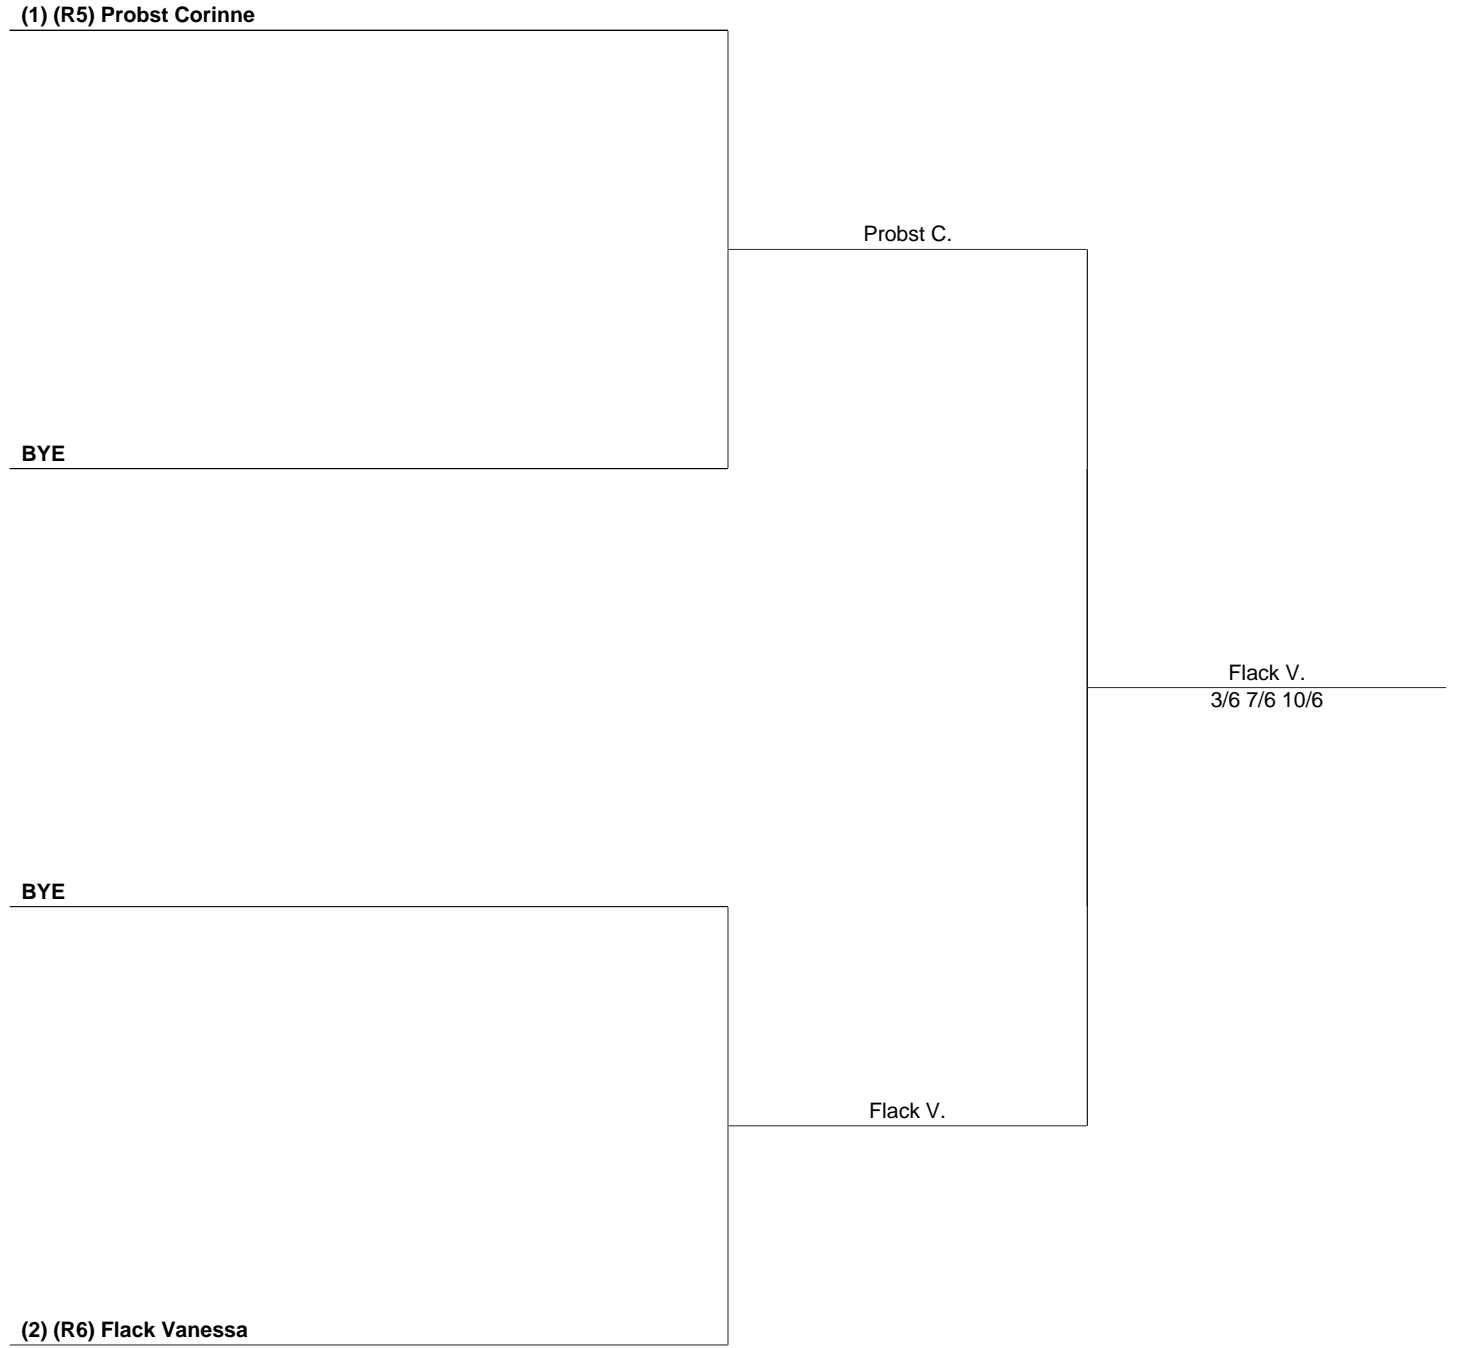 (1) (R5) Probst Corinne
Probst C.
BYE
Flack V.
3/6 7/6 10/6
BYE
Flack V.
(2) (R6) Flack Vanessa